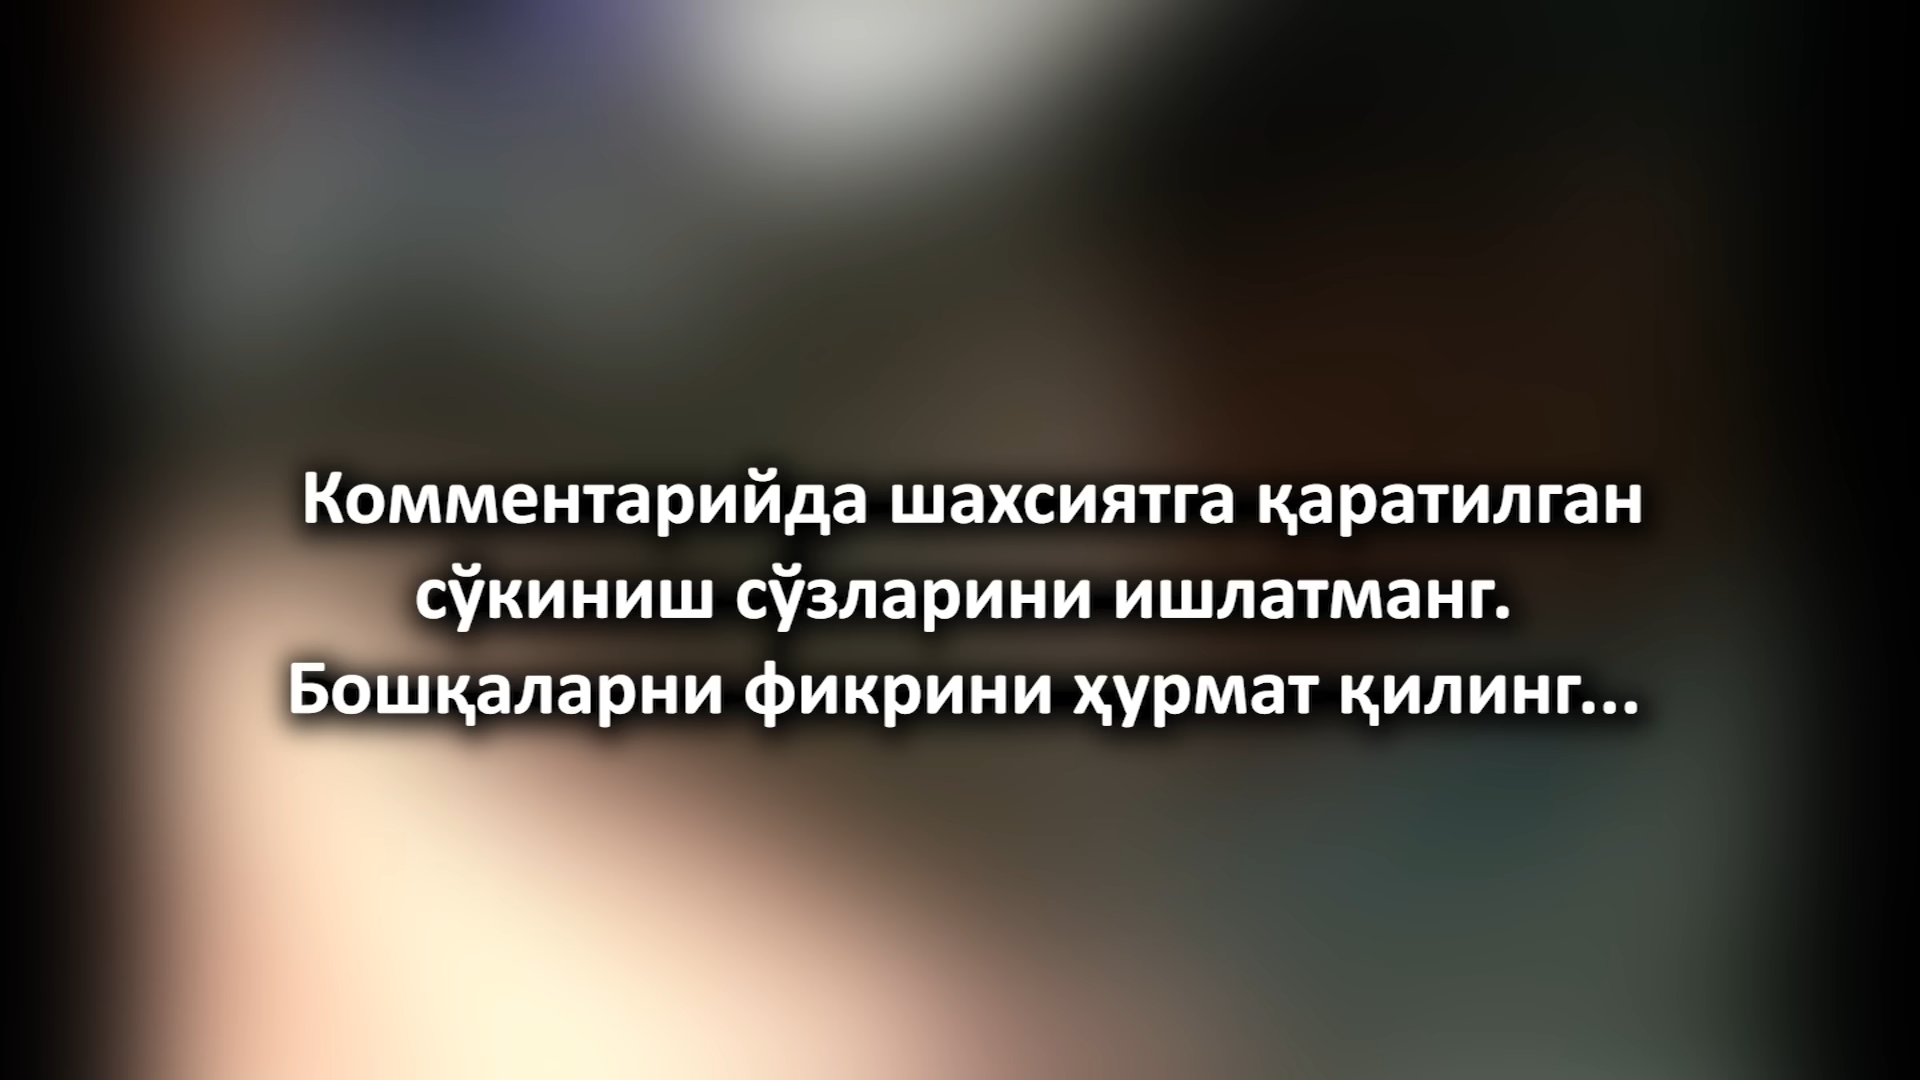 Комментарийда шахсиятга қаратилган
сўкиниш сўзларини ишлатманг.
Бошқаларни фикрини ҳурмат қилинг...